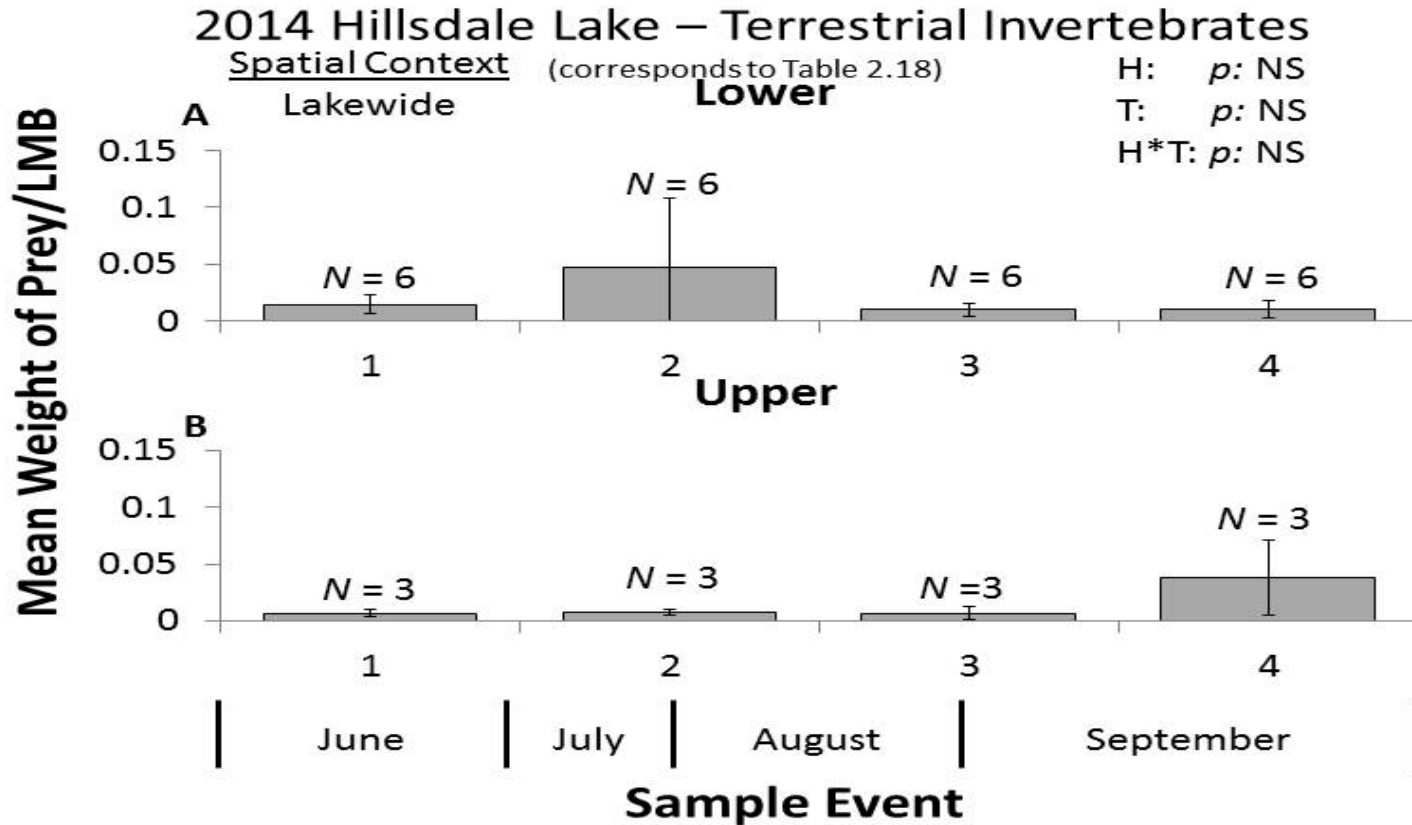 2014 Hillsdale Lake – Terrestrial Invertebrates
Spatial Context (corresponds to Table 2.18) H: p: NS
Lakewide Lower T: p: NS
H*T: p: NS
Mean Weight of Prey/LMB
A
0.15
0.1
0.05
0
N = 6 N = 6 N = 6 N = 6
1 2 3 4
Upper
B
0.15
0.1
0.05
0
N = 3 N = 3 N =3 N = 3
1 2 3 4
June July August September
Sample Event